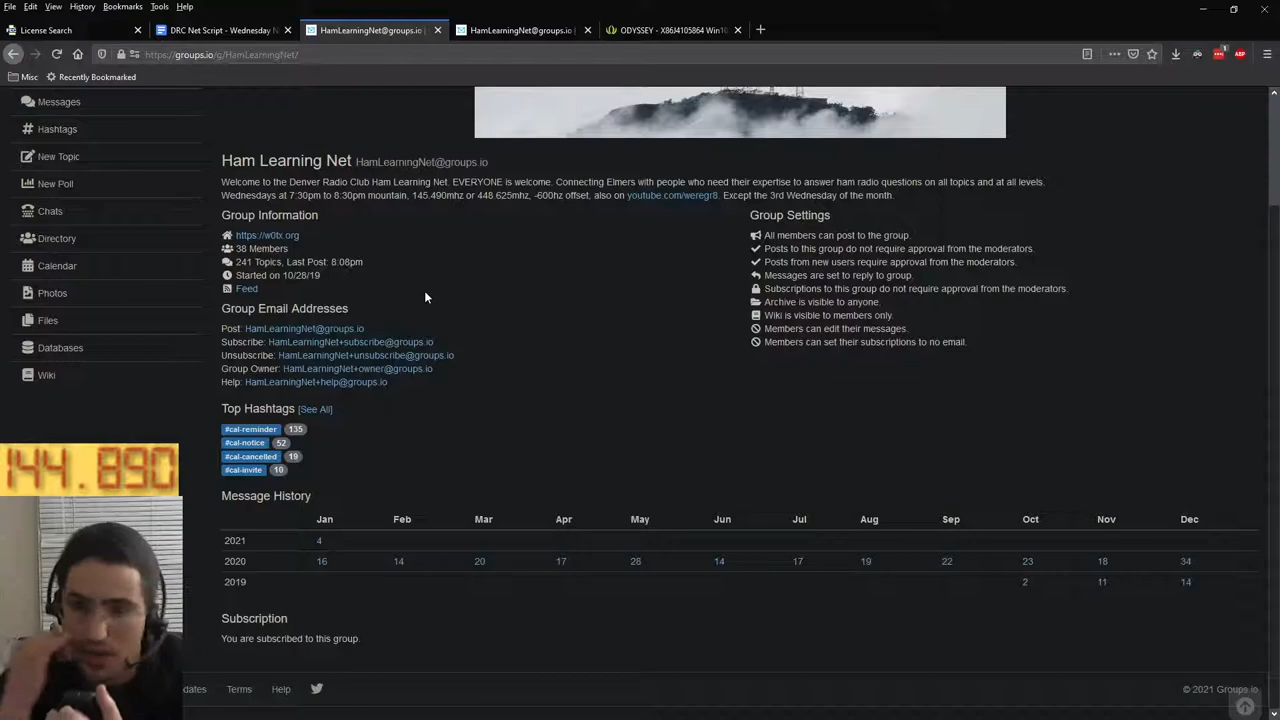 File Edit View History Bookmarks Tools Help
License Search
DRC Net Script - Wednesday N
HamLearningNet@groups.io |
HamLearningNet@groups.io |
ODYSSEY - X86J4105864 Win10
https://groups.io/g/HamLearningNet/
1
ABP
Misc
Recently Bookmarked
Messages
Hashtags
New Topic
New Poll
Chats
Directory
Calendar
Photos
Files
Databases
Wiki
Ham Learning Net HamLearningNet@groups.io
Welcome to the Denver Radio Club Ham Learning Net. EVERYONE is welcome. Connecting Elmers with people who need their expertise to answer ham radio questions on all topics and at all levels.
Wednesdays at 7:30pm to 8:30pm mountain, 145.490mhz or 448.625mhz, -600hz offset, also on youtube.com/weregr8. Except the 3rd Wednesday of the month.
Group Information
https://w0tx.org
38 Members
241 Topics, Last Post: 8:08pm
Started on 10/28/19
Feed
Group Email Addresses
Post: HamLearningNet@groups.io
Subscribe: HamLearningNet+subscribe@groups.io
Unsubscribe: HamLearningNet+unsubscribe@groups.io
Group Owner: HamLearningNet+owner@groups.io
Help: HamLearningNet+help@groups.io
Group Settings
All members can post to the group.
Posts to this group do not require approval from the moderators.
Posts from new users require approval from the moderators.
Messages are set to reply to group.
Subscriptions to this group do not require approval from the moderators.
Archive is visible to anyone.
Wiki is visible to members only.
Members can edit their messages.
Members can set their subscriptions to no email.
Top Hashtags [See All]
#cal-reminder 135
#cal-notice 52
#cal-cancelled 19
#cal-invite 10
144.890
Message History
Jan Feb Mar Apr May Jun Jul Aug Sep Oct Nov Dec
2021 4
2020 16 14 20 17 28 14 17 19 22 23 18 34
2019 2 11 14
Subscription
You are subscribed to this group.
dates Terms Help
© 2021 Groups.io